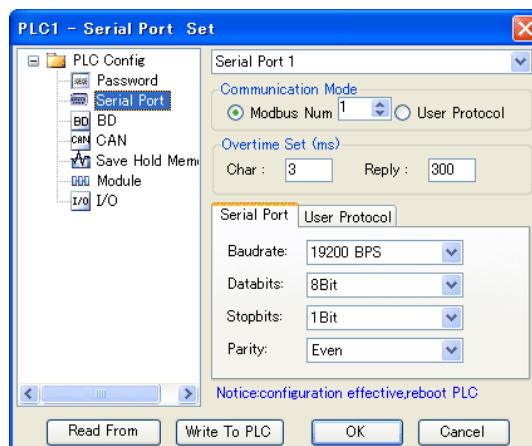 PLC1 - Serial Port Set
PLC Config
Password
Serial Port
BD BD
CAN CAN
Save Hold Mem
Module
I/O I/O
Serial Port 1
Communication Mode
Modbus Num 1 User Protocol
Overtime Set (ms)
Char : 3 Reply : 300
Serial Port User Protocol
Baudrate: 19200 BPS
Databits: 8Bit
Stopbits: 1Bit
Parity: Even
Notice:configuration effective,reboot PLC
Read From Write To PLC OK Cancel